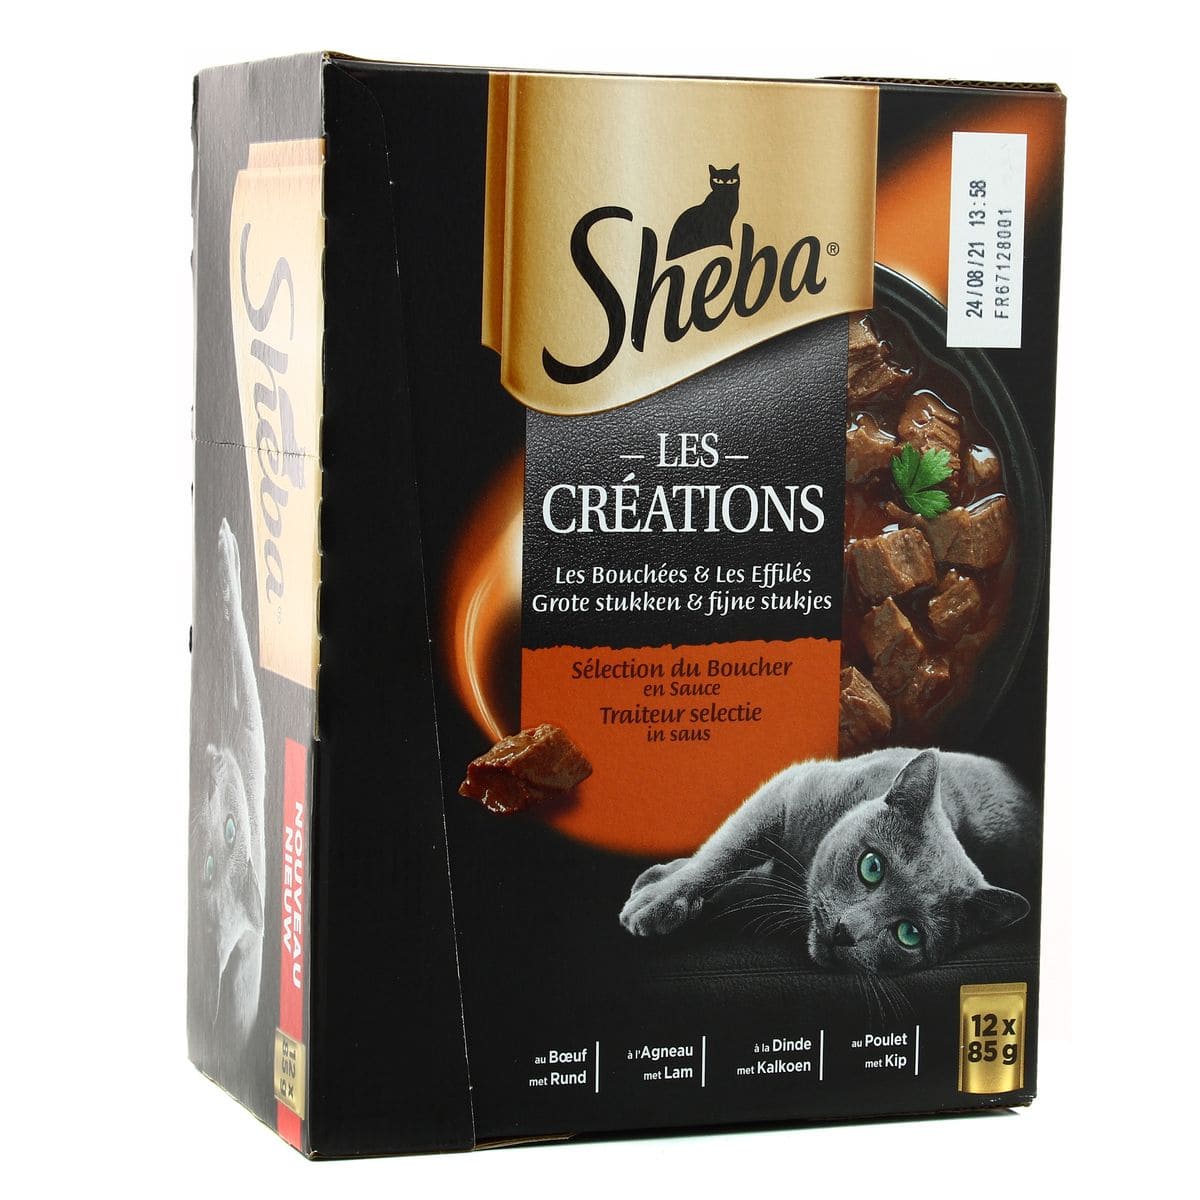 Sheba®
24/08/21 13:58
FR67128001
– LES –
CRÉATIONS
Les Bouchées & Les Effilés
Grote stukken & fijne stukjes
Sélection du Boucher
en Sauce
Traiteur selectie
in saus
au Bœuf
met Rund
à l'Agneau
met Lam
à la Dinde
met Kalkoen
au Poulet
met Kip
12 x
85 g
Sheba®
NOUVEAU
NIEUW
12 x
85 g